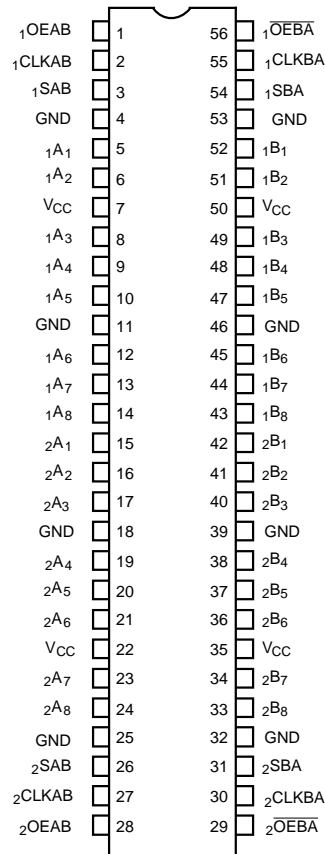 1OEAB 1 56 1O̅E̅B̅A̅
1CLKAB 2 55 1CLKBA
1SAB 3 54 1SBA
GND 4 53 GND
1A1 5 52 1B1
1A2 6 51 1B2
VCC 7 50 VCC
1A3 8 49 1B3
1A4 9 48 1B4
1A5 10 47 1B5
GND 11 46 GND
1A6 12 45 1B6
1A7 13 44 1B7
1A8 14 43 1B8
2A1 15 42 2B1
2A2 16 41 2B2
2A3 17 40 2B3
GND 18 39 GND
2A4 19 38 2B4
2A5 20 37 2B5
2A6 21 36 2B6
VCC 22 35 VCC
2A7 23 34 2B7
2A8 24 33 2B8
GND 25 32 GND
2SAB 26 31 2SBA
2CLKAB 27 30 2CLKBA
2OEAB 28 29 2O̅E̅B̅A̅